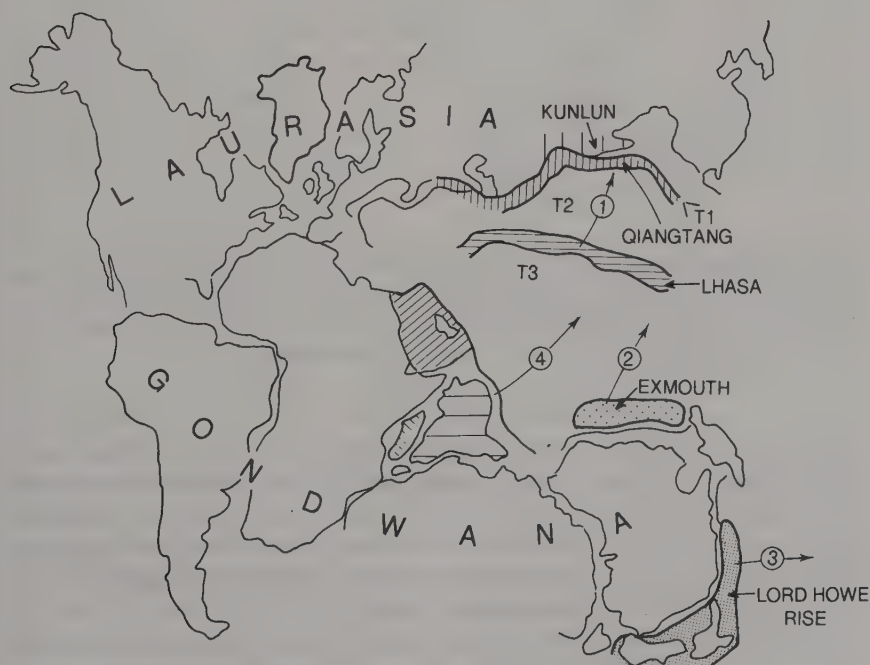 LAURASIA
KUNLUN
T2
①
T1
QIANGTANG
T3
LHASA
②
④
EXMOUTH
GONDWANA
③
LORD HOWE
RISE